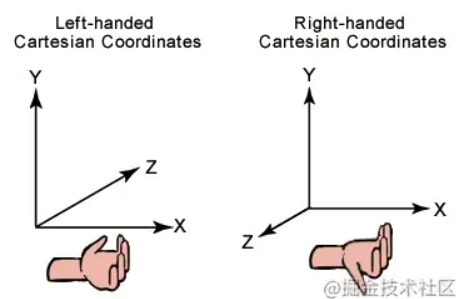 Left-handed
Cartesian Coordinates
Right-handed
Cartesian Coordinates
Y
Z
X
Y
X
Z
@掘金技术社区